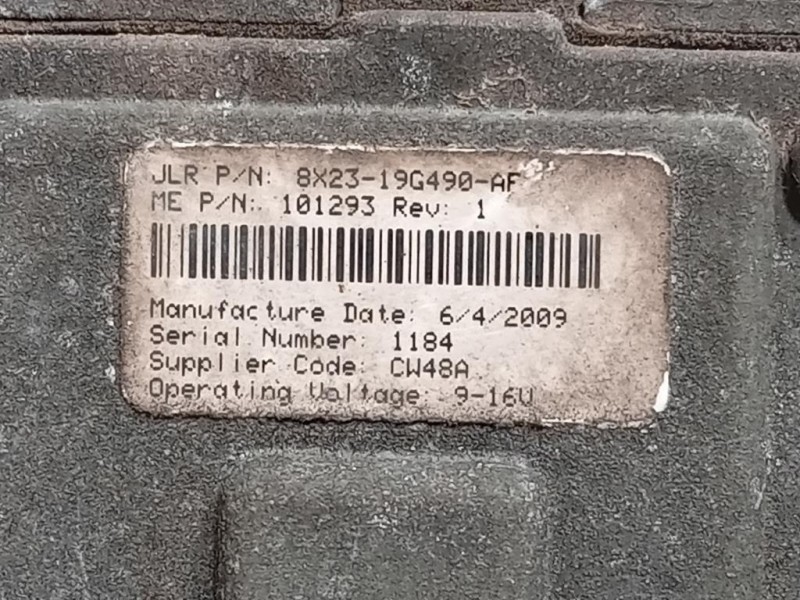 JLR P/N: 8X23-19G490-AF
ME P/N: 101293 Rev: 1
Manufacture Date: 6/4/2009
Serial Number: 1184
Supplier Code: CW48A
Operating Voltage: 9-16V